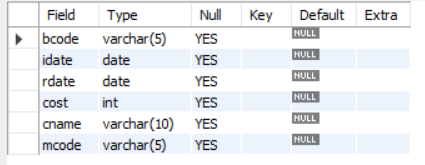 Field Type Null Key Default Extra
bcode varchar(5) YES NULL
idate date YES NULL
rdate date YES NULL
cost int YES NULL
cname varchar(10) YES NULL
mcode varchar(5) YES NULL